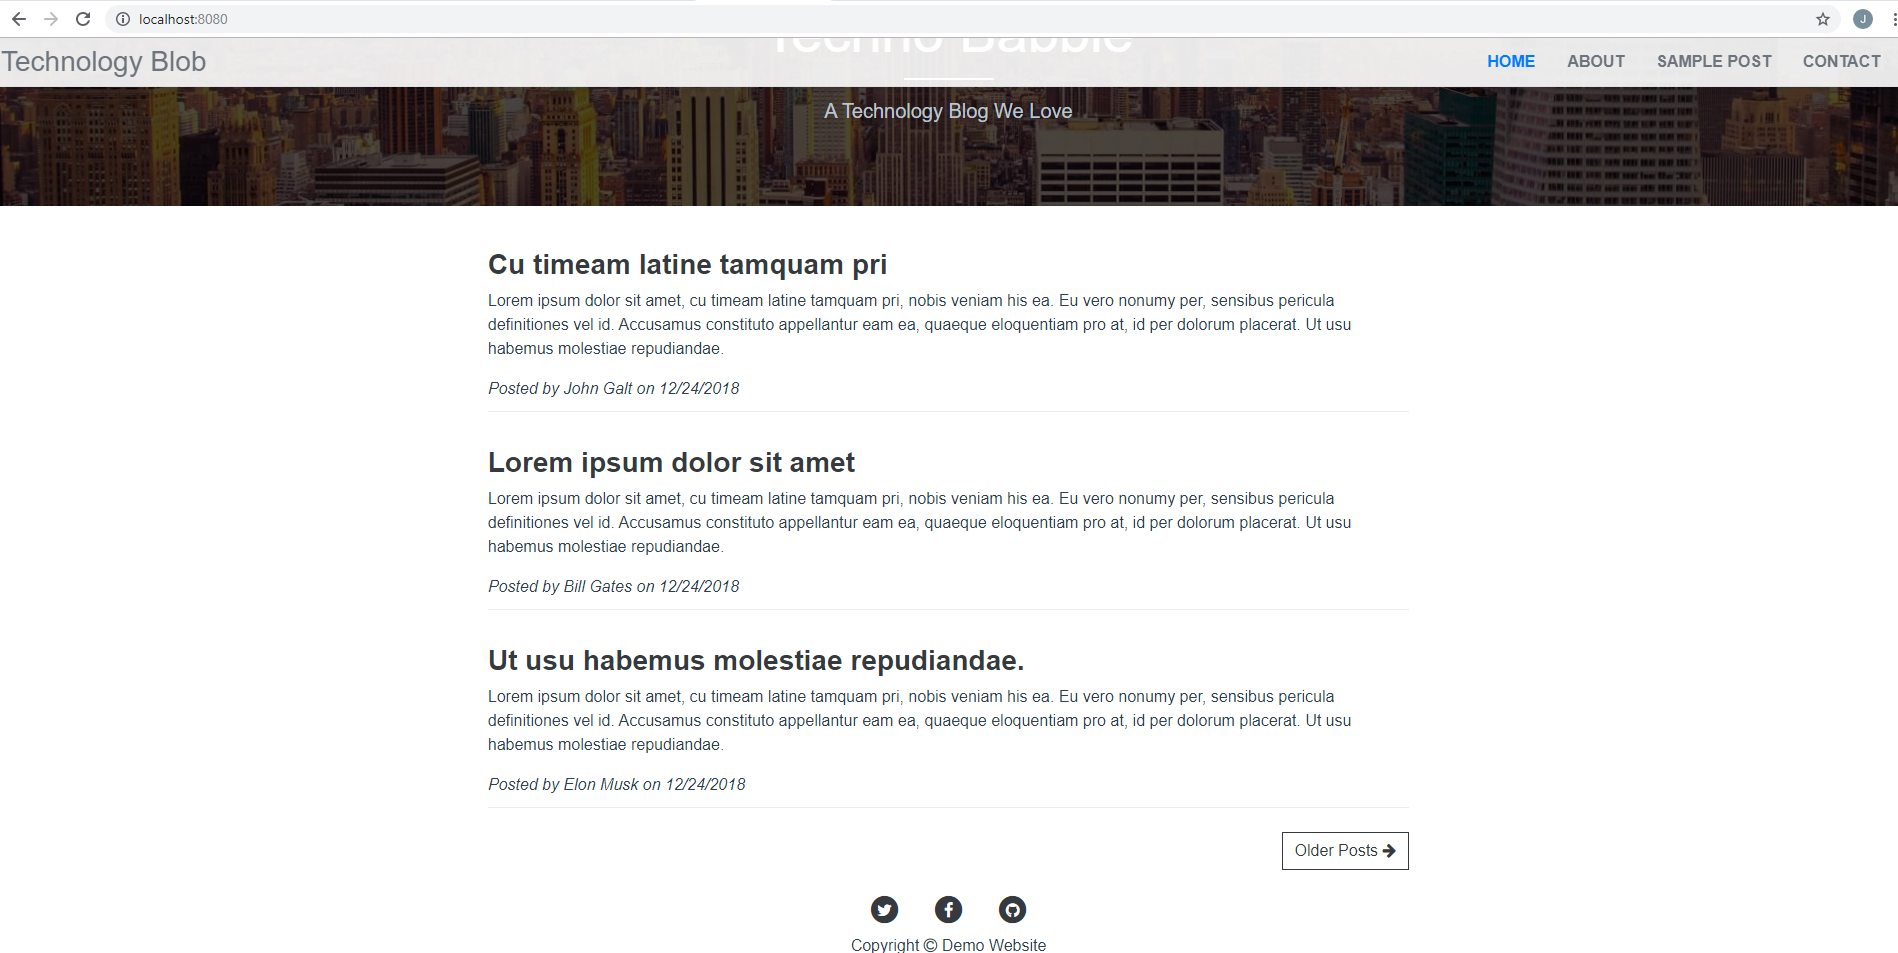 localhost:8080
J
Techno Babble
Technology Blob
HOME ABOUT SAMPLE POST CONTACT
A Technology Blog We Love
Cu timeam latine tamquam pri
Lorem ipsum dolor sit amet, cu timeam latine tamquam pri, nobis veniam his ea. Eu vero nonumy per, sensibus pericula
definitiones vel id. Accusamus constituto appellantur eam ea, quaeque eloquentiam pro at, id per dolorum placerat. Ut usu
habemus molestiae repudiandae.
Posted by John Galt on 12/24/2018
Lorem ipsum dolor sit amet
Lorem ipsum dolor sit amet, cu timeam latine tamquam pri, nobis veniam his ea. Eu vero nonumy per, sensibus pericula
definitiones vel id. Accusamus constituto appellantur eam ea, quaeque eloquentiam pro at, id per dolorum placerat. Ut usu
habemus molestiae repudiandae.
Posted by Bill Gates on 12/24/2018
Ut usu habemus molestiae repudiandae.
Lorem ipsum dolor sit amet, cu timeam latine tamquam pri, nobis veniam his ea. Eu vero nonumy per, sensibus pericula
definitiones vel id. Accusamus constituto appellantur eam ea, quaeque eloquentiam pro at, id per dolorum placerat. Ut usu
habemus molestiae repudiandae.
Posted by Elon Musk on 12/24/2018
Older Posts
Copyright © Demo Website